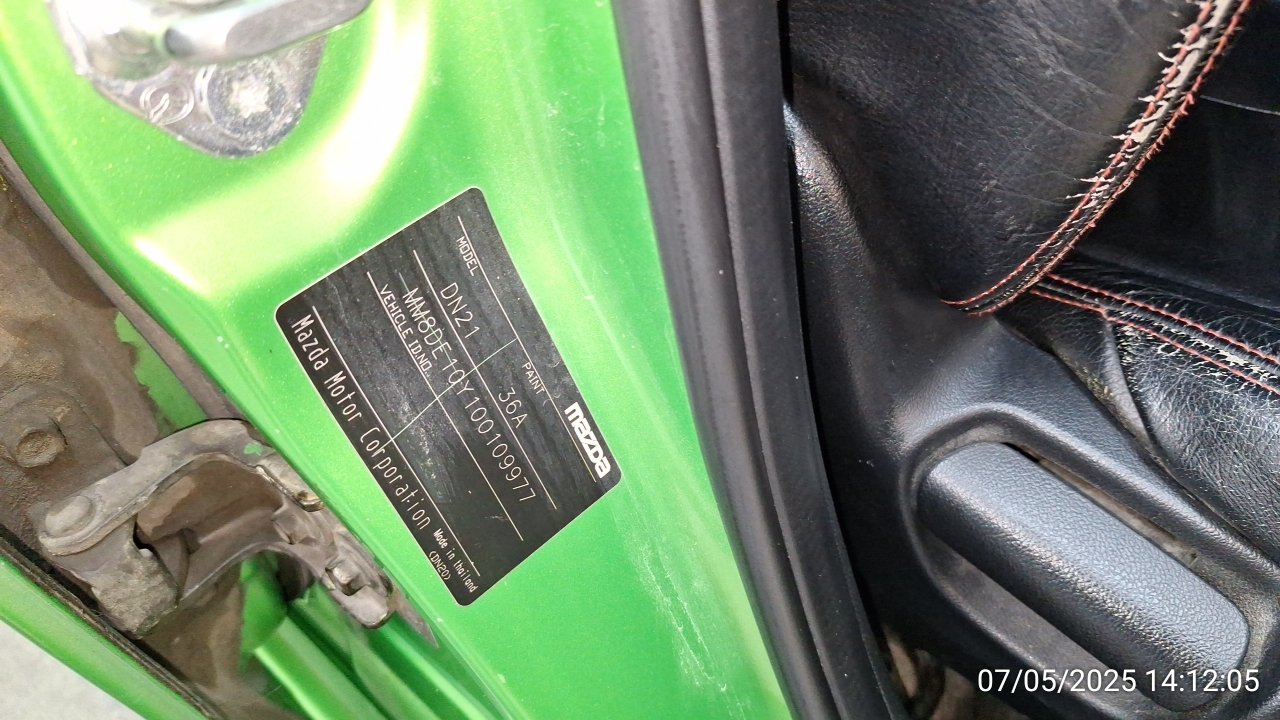 mazda
MODEL
PAINT
DN21
36A
MM8DE10Y100109977
VEHICLE ID.NO.
Mazda Motor Corporation
Made in Thailand
(DN20)
07/05/2025 14:12:05